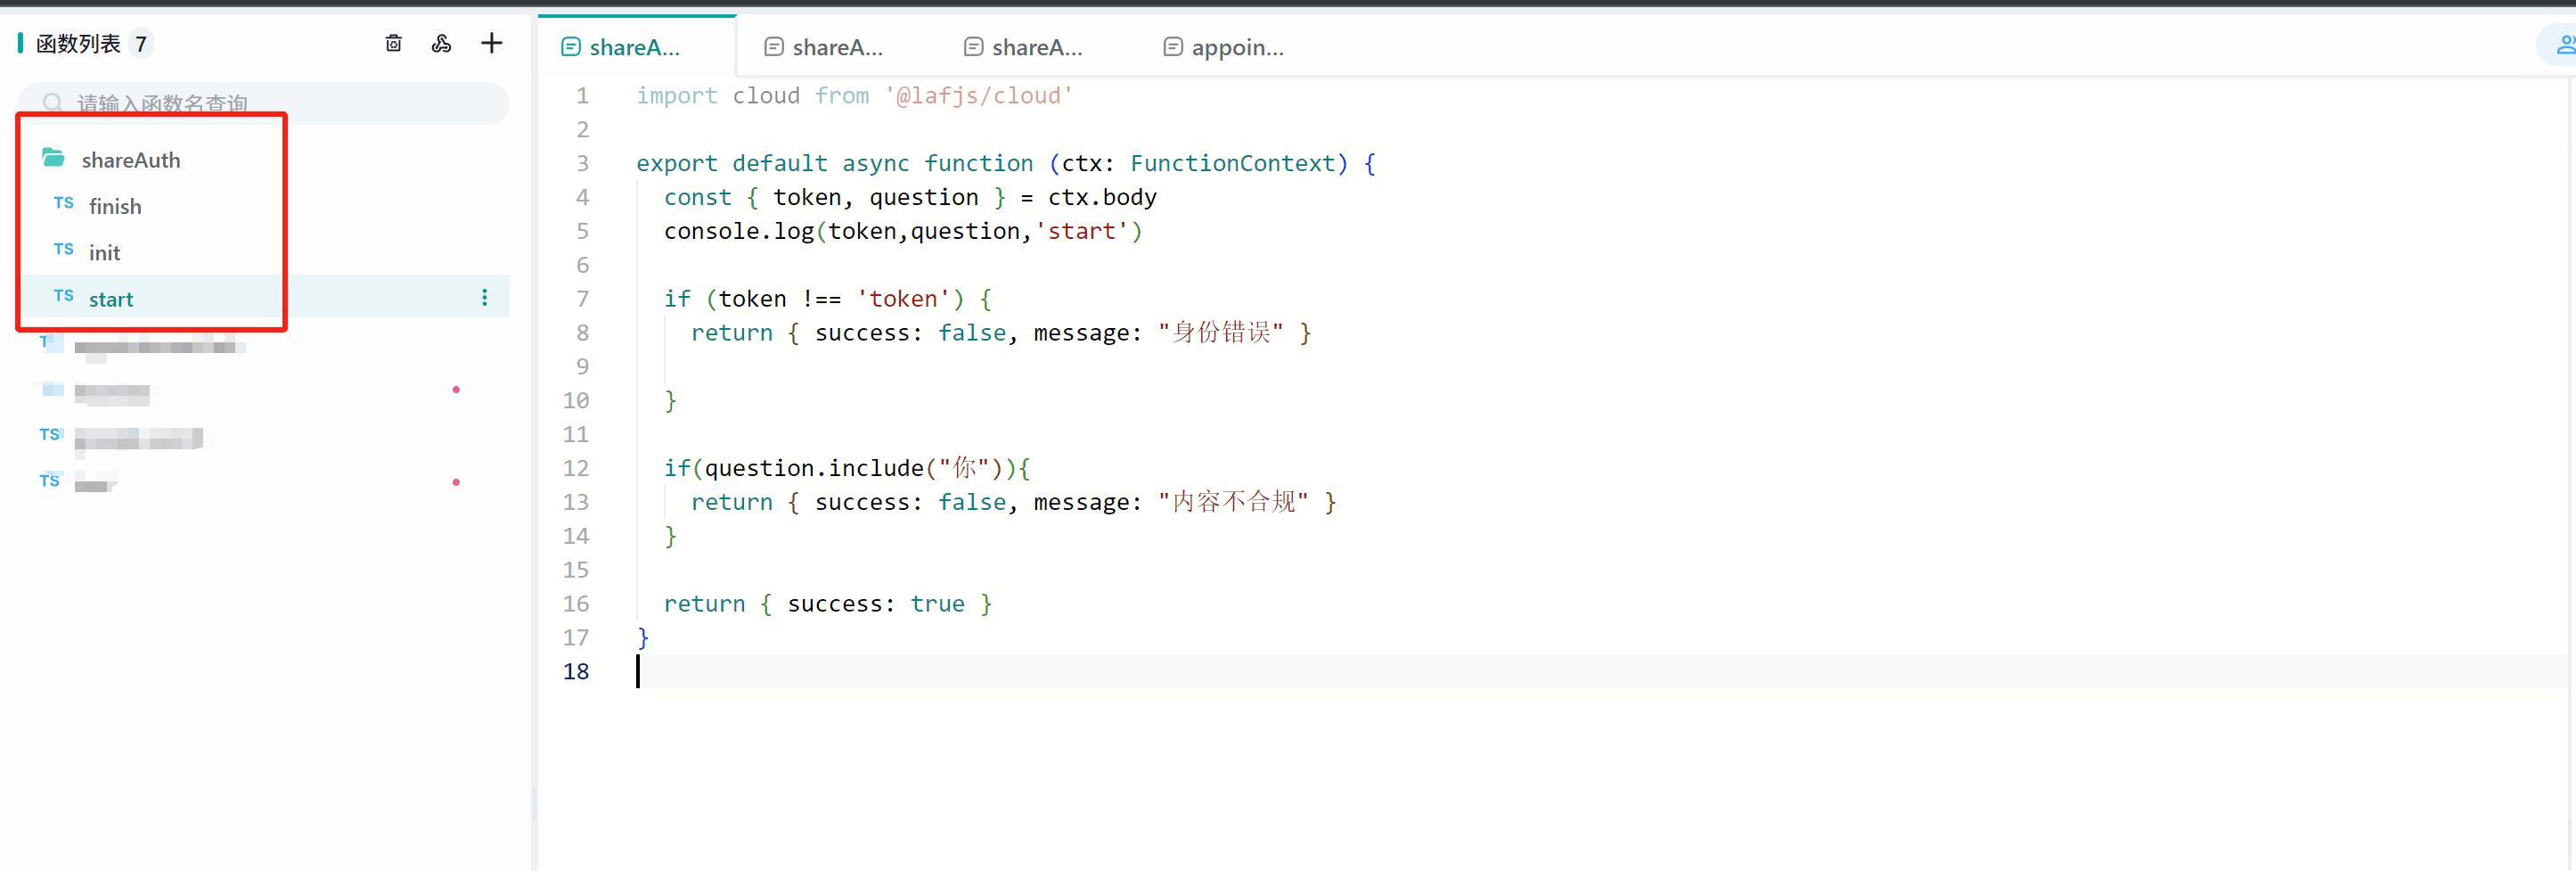 函数列表 7
请输入函数名查询
shareAuth
TS finish
TS init
TS start
TS
TS
shareA...
shareA...
shareA...
appoin...
1 import cloud from '@lafjs/cloud'
2
3 export default async function (ctx: FunctionContext) {
4 const { token, question } = ctx.body
5 console.log(token,question,'start')
6
7 if (token !== 'token') {
8 return { success: false, message: "身份错误" }
9
10 }
11
12 if(question.include("你")){
13 return { success: false, message: "内容不合规" }
14 }
15
16 return { success: true }
17 }
18